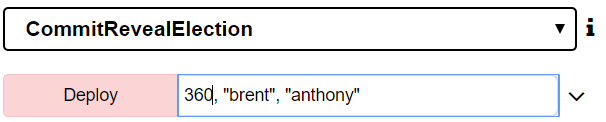 CommitRevealElection
Deploy 360, "brent", "anthony"